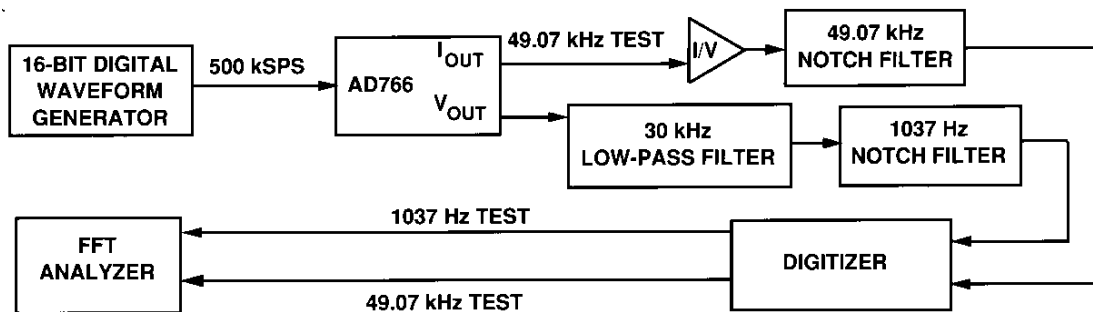 16-BIT DIGITAL
WAVEFORM
GENERATOR
500 kSPS
AD766
IOUT
VOUT
49.07 kHz TEST
I/V
49.07 kHz
NOTCH FILTER
30 kHz
LOW-PASS FILTER
1037 Hz
NOTCH FILTER
1037 Hz TEST
FFT
ANALYZER
DIGITIZER
49.07 kHz TEST